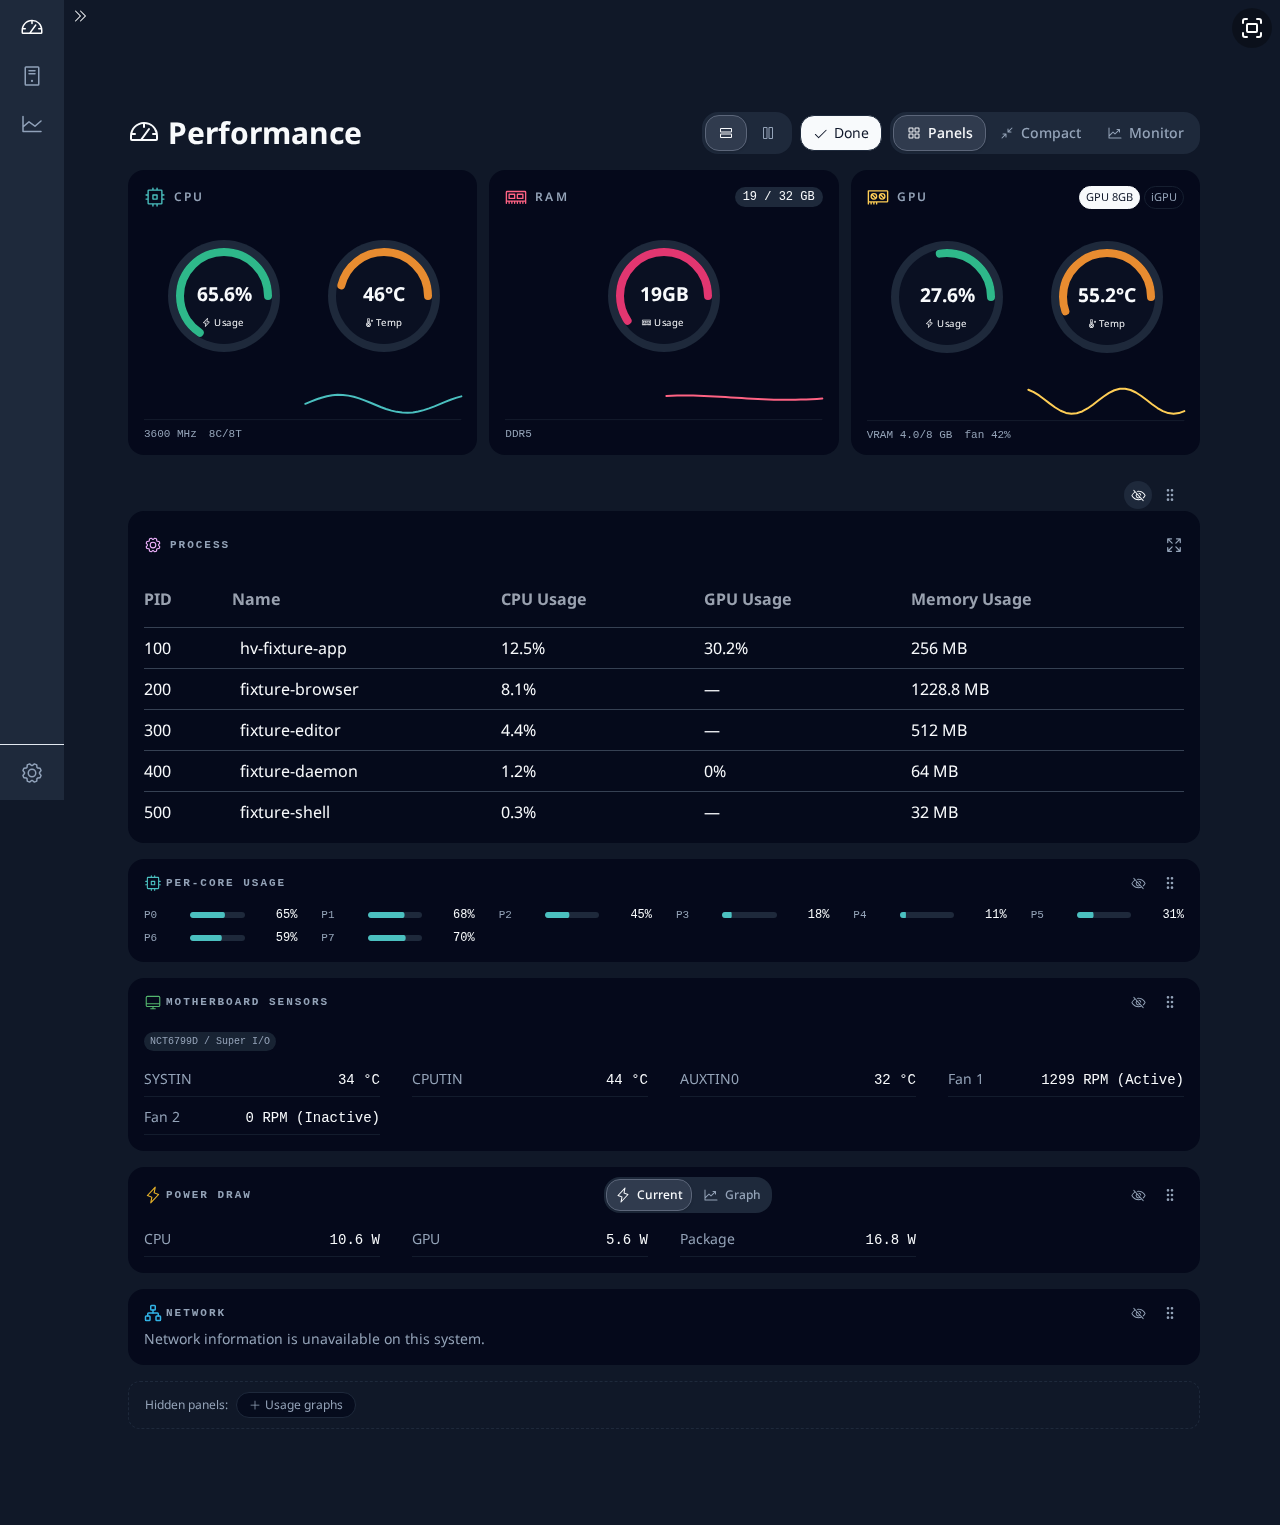 Performance
Done
Panels
Compact
Monitor
CPU
65.6%
Usage
46°C
Temp
3600 MHz 8C/8T
RAM
19 / 32 GB
19GB
Usage
DDR5
GPU
GPU 8GB
iGPU
27.6%
Usage
55.2°C
Temp
VRAM 4.0/8 GB fan 42%
PROCESS
PID Name CPU Usage GPU Usage Memory Usage
100 hv-fixture-app 12.5% 30.2% 256 MB
200 fixture-browser 8.1% — 1228.8 MB
300 fixture-editor 4.4% — 512 MB
400 fixture-daemon 1.2% 0% 64 MB
500 fixture-shell 0.3% — 32 MB
PER-CORE USAGE
P0 65% P1 68% P2 45% P3 18% P4 11% P5 31%
P6 59% P7 70%
MOTHERBOARD SENSORS
NCT6799D / Super I/O
SYSTIN 34 °C CPUTIN 44 °C AUXTIN0 32 °C Fan 1 1299 RPM (Active)
Fan 2 0 RPM (Inactive)
POWER DRAW
Current
Graph
CPU 10.6 W GPU 5.6 W Package 16.8 W
NETWORK
Network information is unavailable on this system.
Hidden panels: + Usage graphs